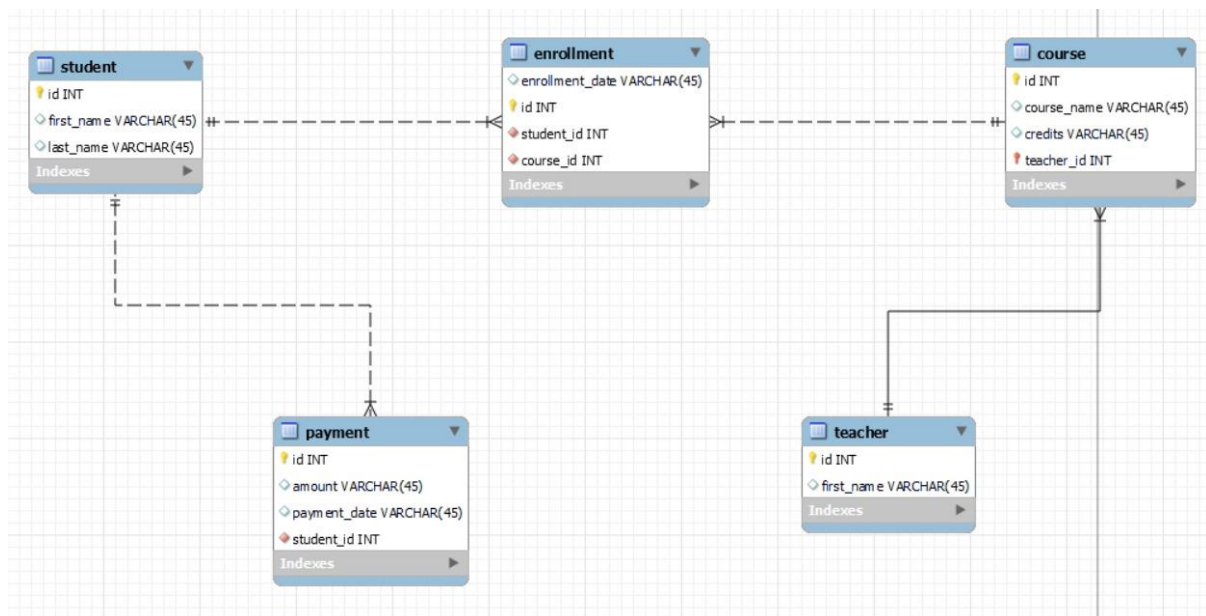 student
id INT
first_name VARCHAR(45)
last_name VARCHAR(45)
Indexes
enrollment
enrollment_date VARCHAR(45)
id INT
student_id INT
course_id INT
Indexes
course
id INT
course_name VARCHAR(45)
credits VARCHAR(45)
teacher_id INT
Indexes
payment
id INT
amount VARCHAR(45)
payment_date VARCHAR(45)
student_id INT
Indexes
teacher
id INT
first_name VARCHAR(45)
Indexes